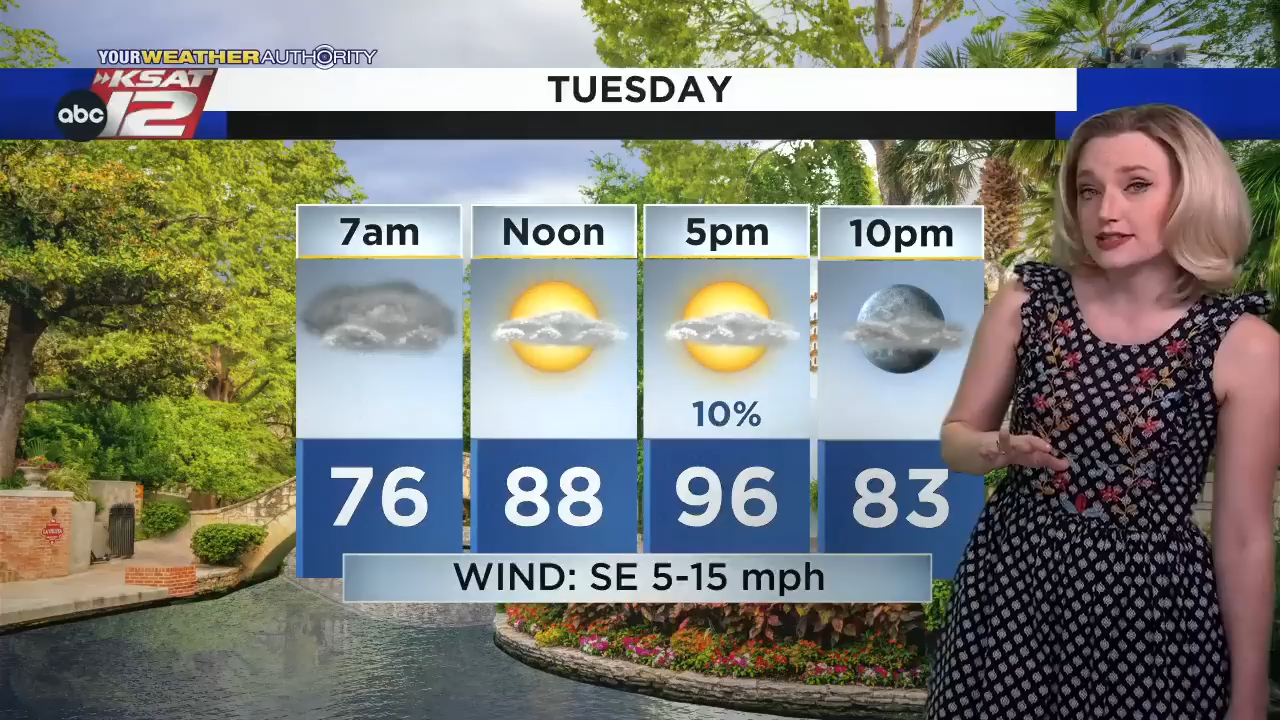 YOURWEATHERAUTHORITY
KSAT
abc 12
TUESDAY
7am Noon 5pm 10pm
10%
76 88 96 83
WIND: SE 5-15 mph